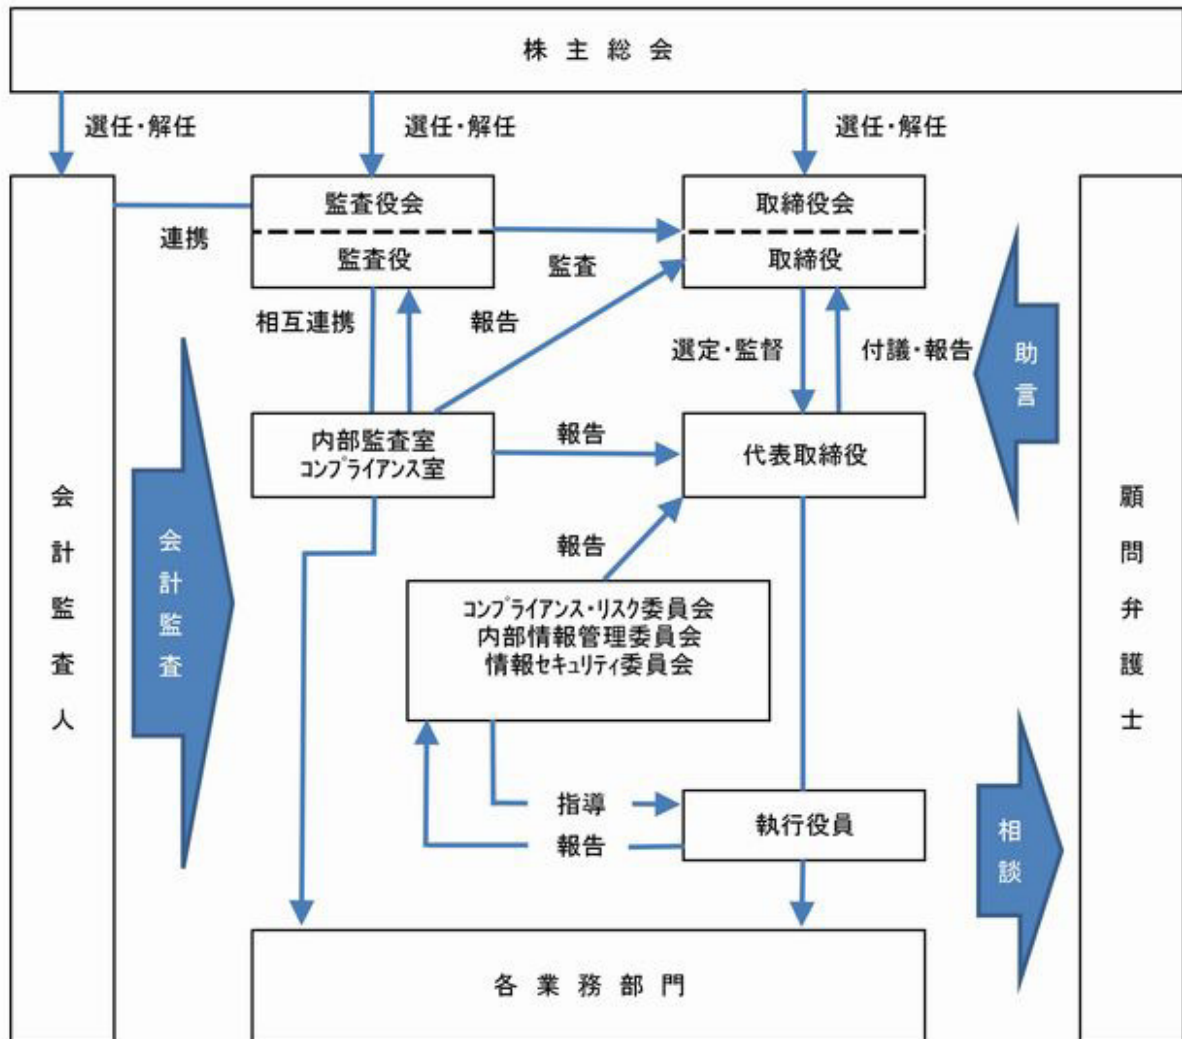 株主総会
選任・解任
選任・解任
選任・解任
監査役会
取締役会
連携
監査役
監査
取締役
相互連携
報告
選定・監督
付議・報告
助言
内部監査室
コンプライアンス室
報告
代表取締役
会計監査人
会計監査
顧問弁護士
報告
コンプライアンス・リスク委員会
内部情報管理委員会
情報セキュリティ委員会
指導
報告
執行役員
相談
各業務部門